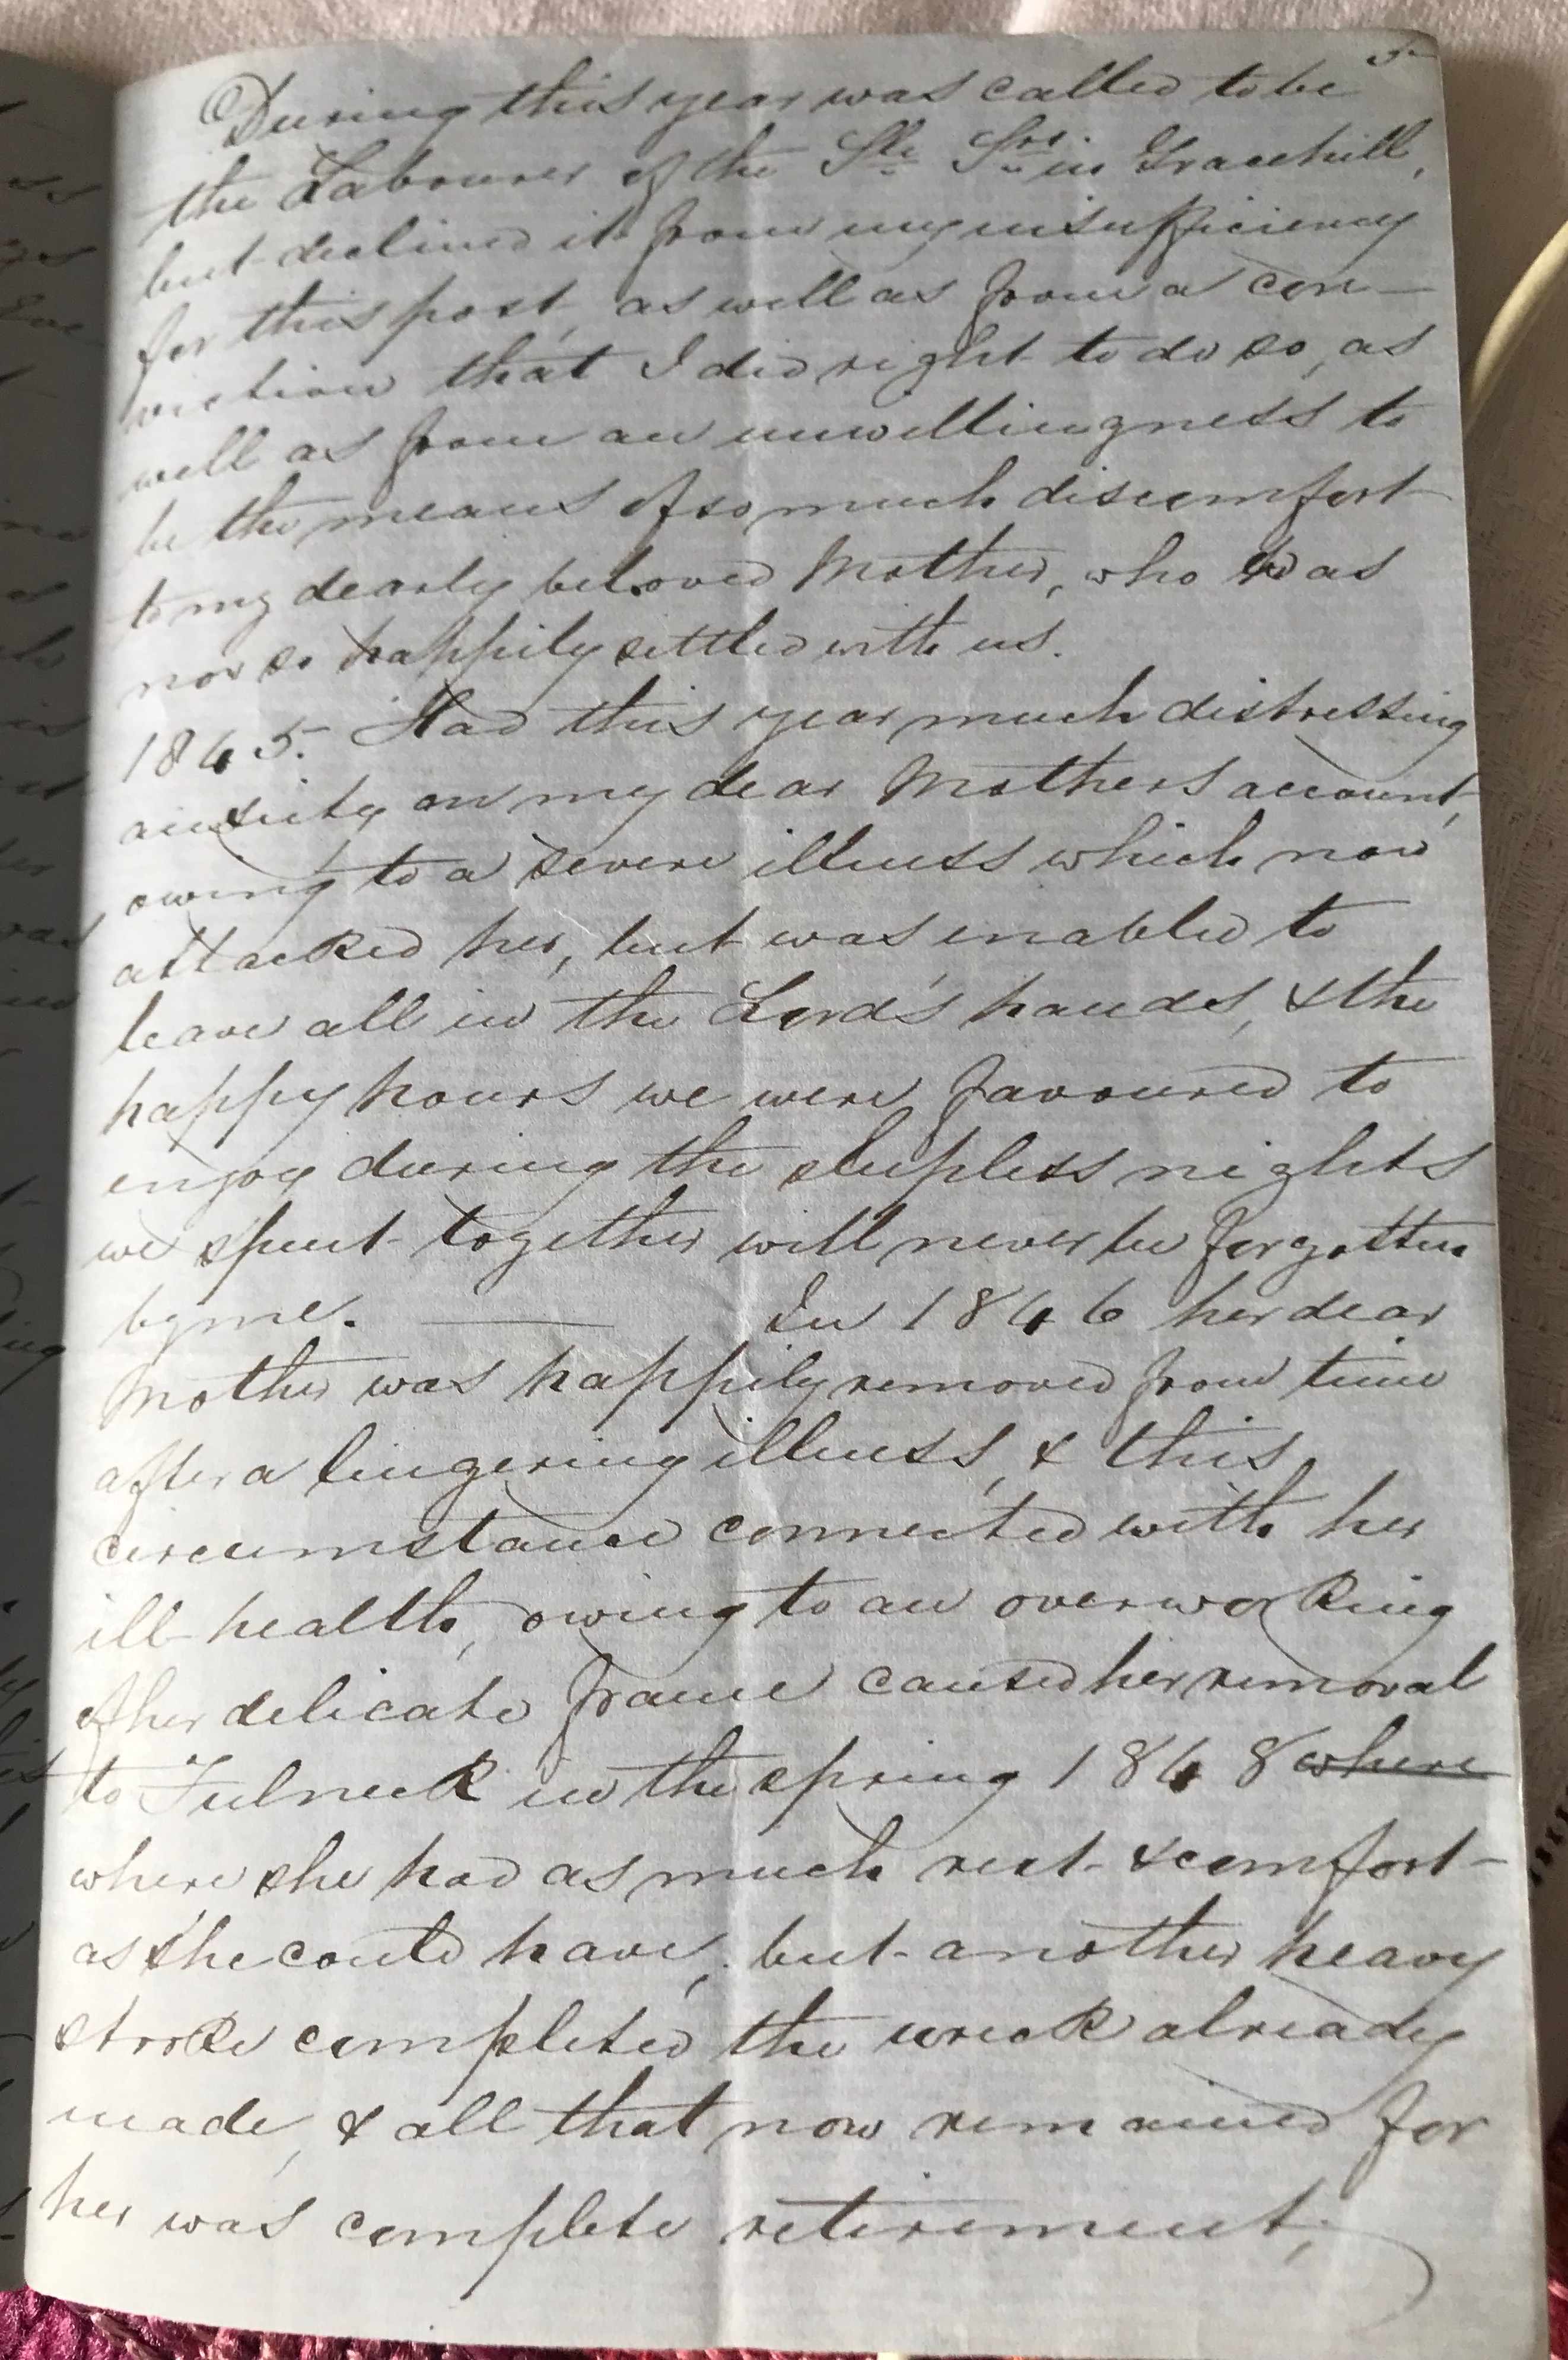 5
During this year was called to be
the Labourer of the Sle Srs in Gracehill,
but declined it from my insufficiency
for this post, as well as from a con-
viction that I did right to do so, as
well as from an unwillingness to
be the means of so much discomfort
to my dearly beloved Mother, who was
now so happily settled with us.
1845. Had this year much distressing
anxiety on my dear Mothers account,
owing to a severe illness which now
attacked her, but was enabled to
leave all in the Lord's hands, & the
happy hours we were favoured to
enjoy during the sleepless nights
we spent together will never be forgotten
by me. — In 1846 her dear
Mother was happily removed from time
after a lingering illness, & this
circumstance connected with her
ill health, owing to an overworking
of her delicate frame caused her removal
to Fulneck in the spring 1848 where
where she had as much rest & comfort
as she could have, but another heavy
stroke completed the wreck already
made, & all that now remained for
her was complete retirement;